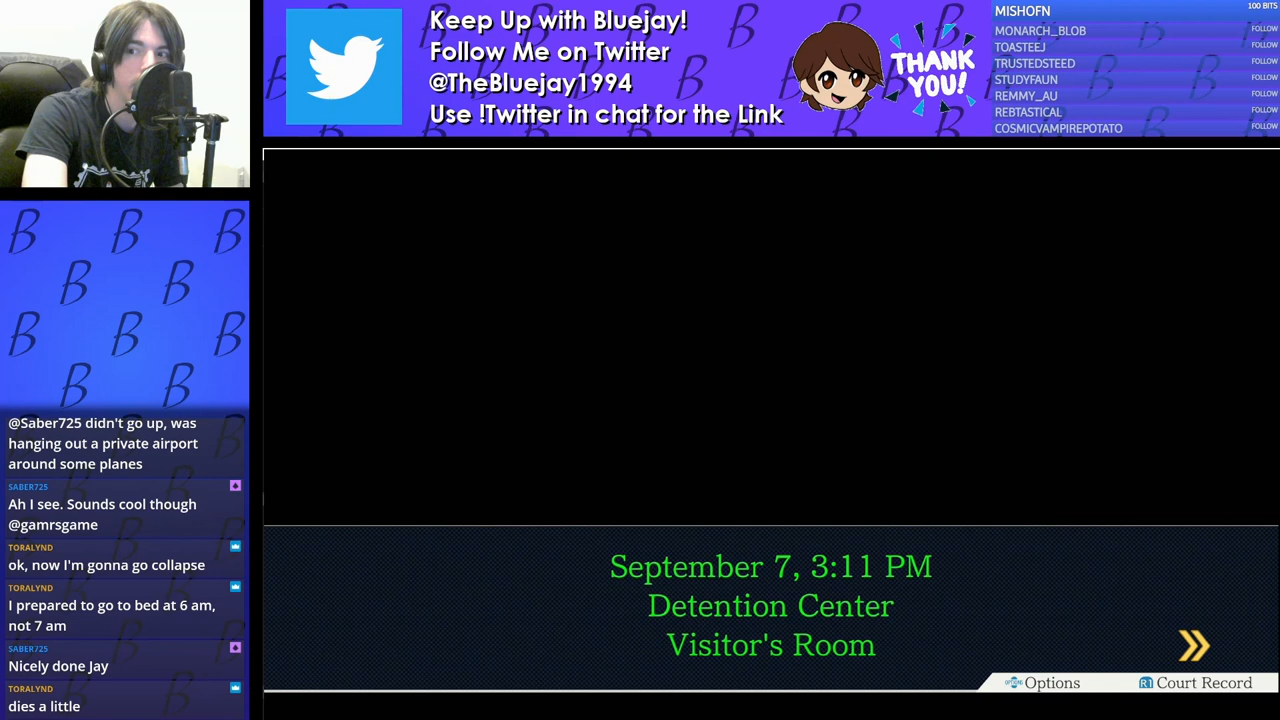 Keep Up with Bluejay!
Follow Me on Twitter
@TheBluejay1994
Use !Twitter in chat for the Link
THANK
YOU!
MISHOFN 100 BITS
MONARCH_BLOB FOLLOW
TOASTEEJ FOLLOW
TRUSTEDSTEED FOLLOW
STUDYFAUN FOLLOW
REMMY_AU FOLLOW
REBTASTICAL FOLLOW
COSMICVAMPIREPOTATO FOLLOW
B B B
B B
B B B
B B
@Saber725 didn't go up, was
hanging out a private airport
around some planes
SABER725
Ah I see. Sounds cool though
@gamrsgame
TORALYND
ok, now I'm gonna go collapse
TORALYND
I prepared to go to bed at 6 am,
not 7 am
SABER725
Nicely done Jay
TORALYND
dies a little
September 7, 3:11 PM
Detention Center
Visitor's Room
OPTIONS Options R1 Court Record